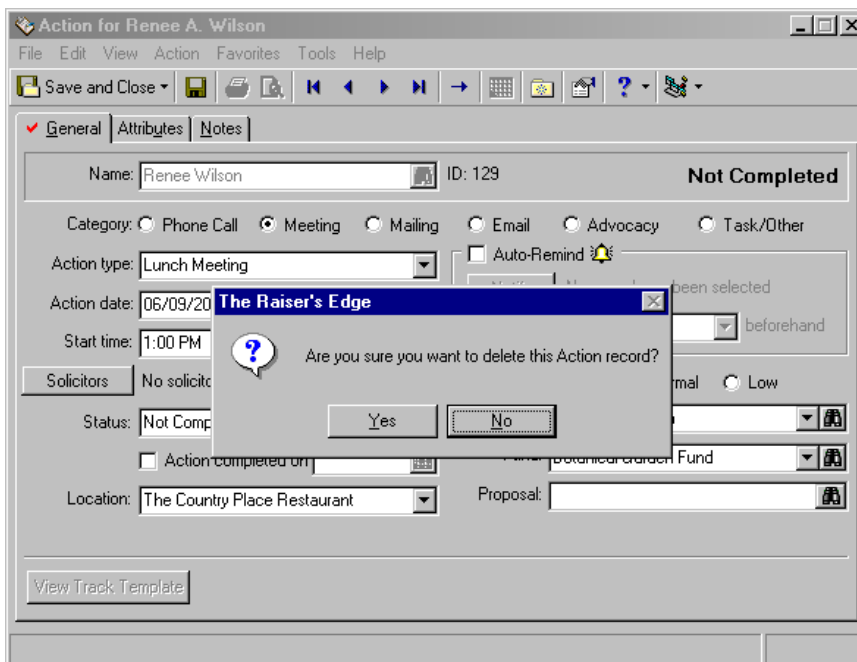 Action for Renee A. Wilson
File Edit View Action Favorites Tools Help
Save and Close
General Attributes Notes
Name: Renee Wilson ID: 129 Not Completed
Category: Phone Call Meeting Mailing Email Advocacy Task/Other
Action type: Lunch Meeting Auto-Remind
been selected
Action date: 06/09/20 The Raiser's Edge
beforehand
Start time: 1:00 PM Are you sure you want to delete this Action record?
Solicitors No solicito Low
Status: Not Comp Yes No
Action completed on Botanical Garden Fund
Location: The Country Place Restaurant Proposal:
View Track Template